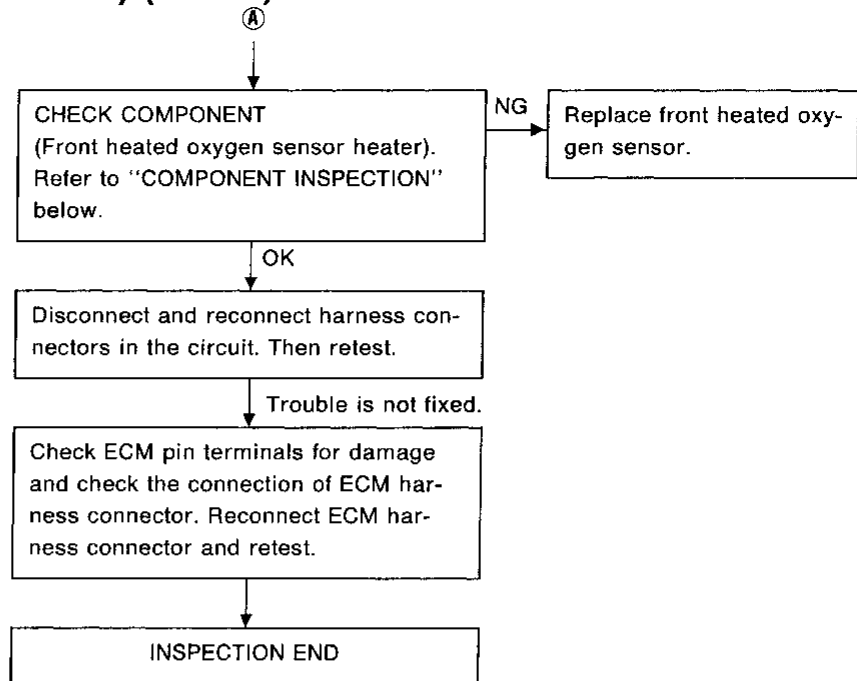 Ⓐ
CHECK COMPONENT
(Front heated oxygen sensor heater).
Refer to “COMPONENT INSPECTION”
below.
NG
Replace front heated oxy-
gen sensor.
OK
Disconnect and reconnect harness con-
nectors in the circuit. Then retest.
Trouble is not fixed.
Check ECM pin terminals for damage
and check the connection of ECM har-
ness connector. Reconnect ECM har-
ness connector and retest.
INSPECTION END